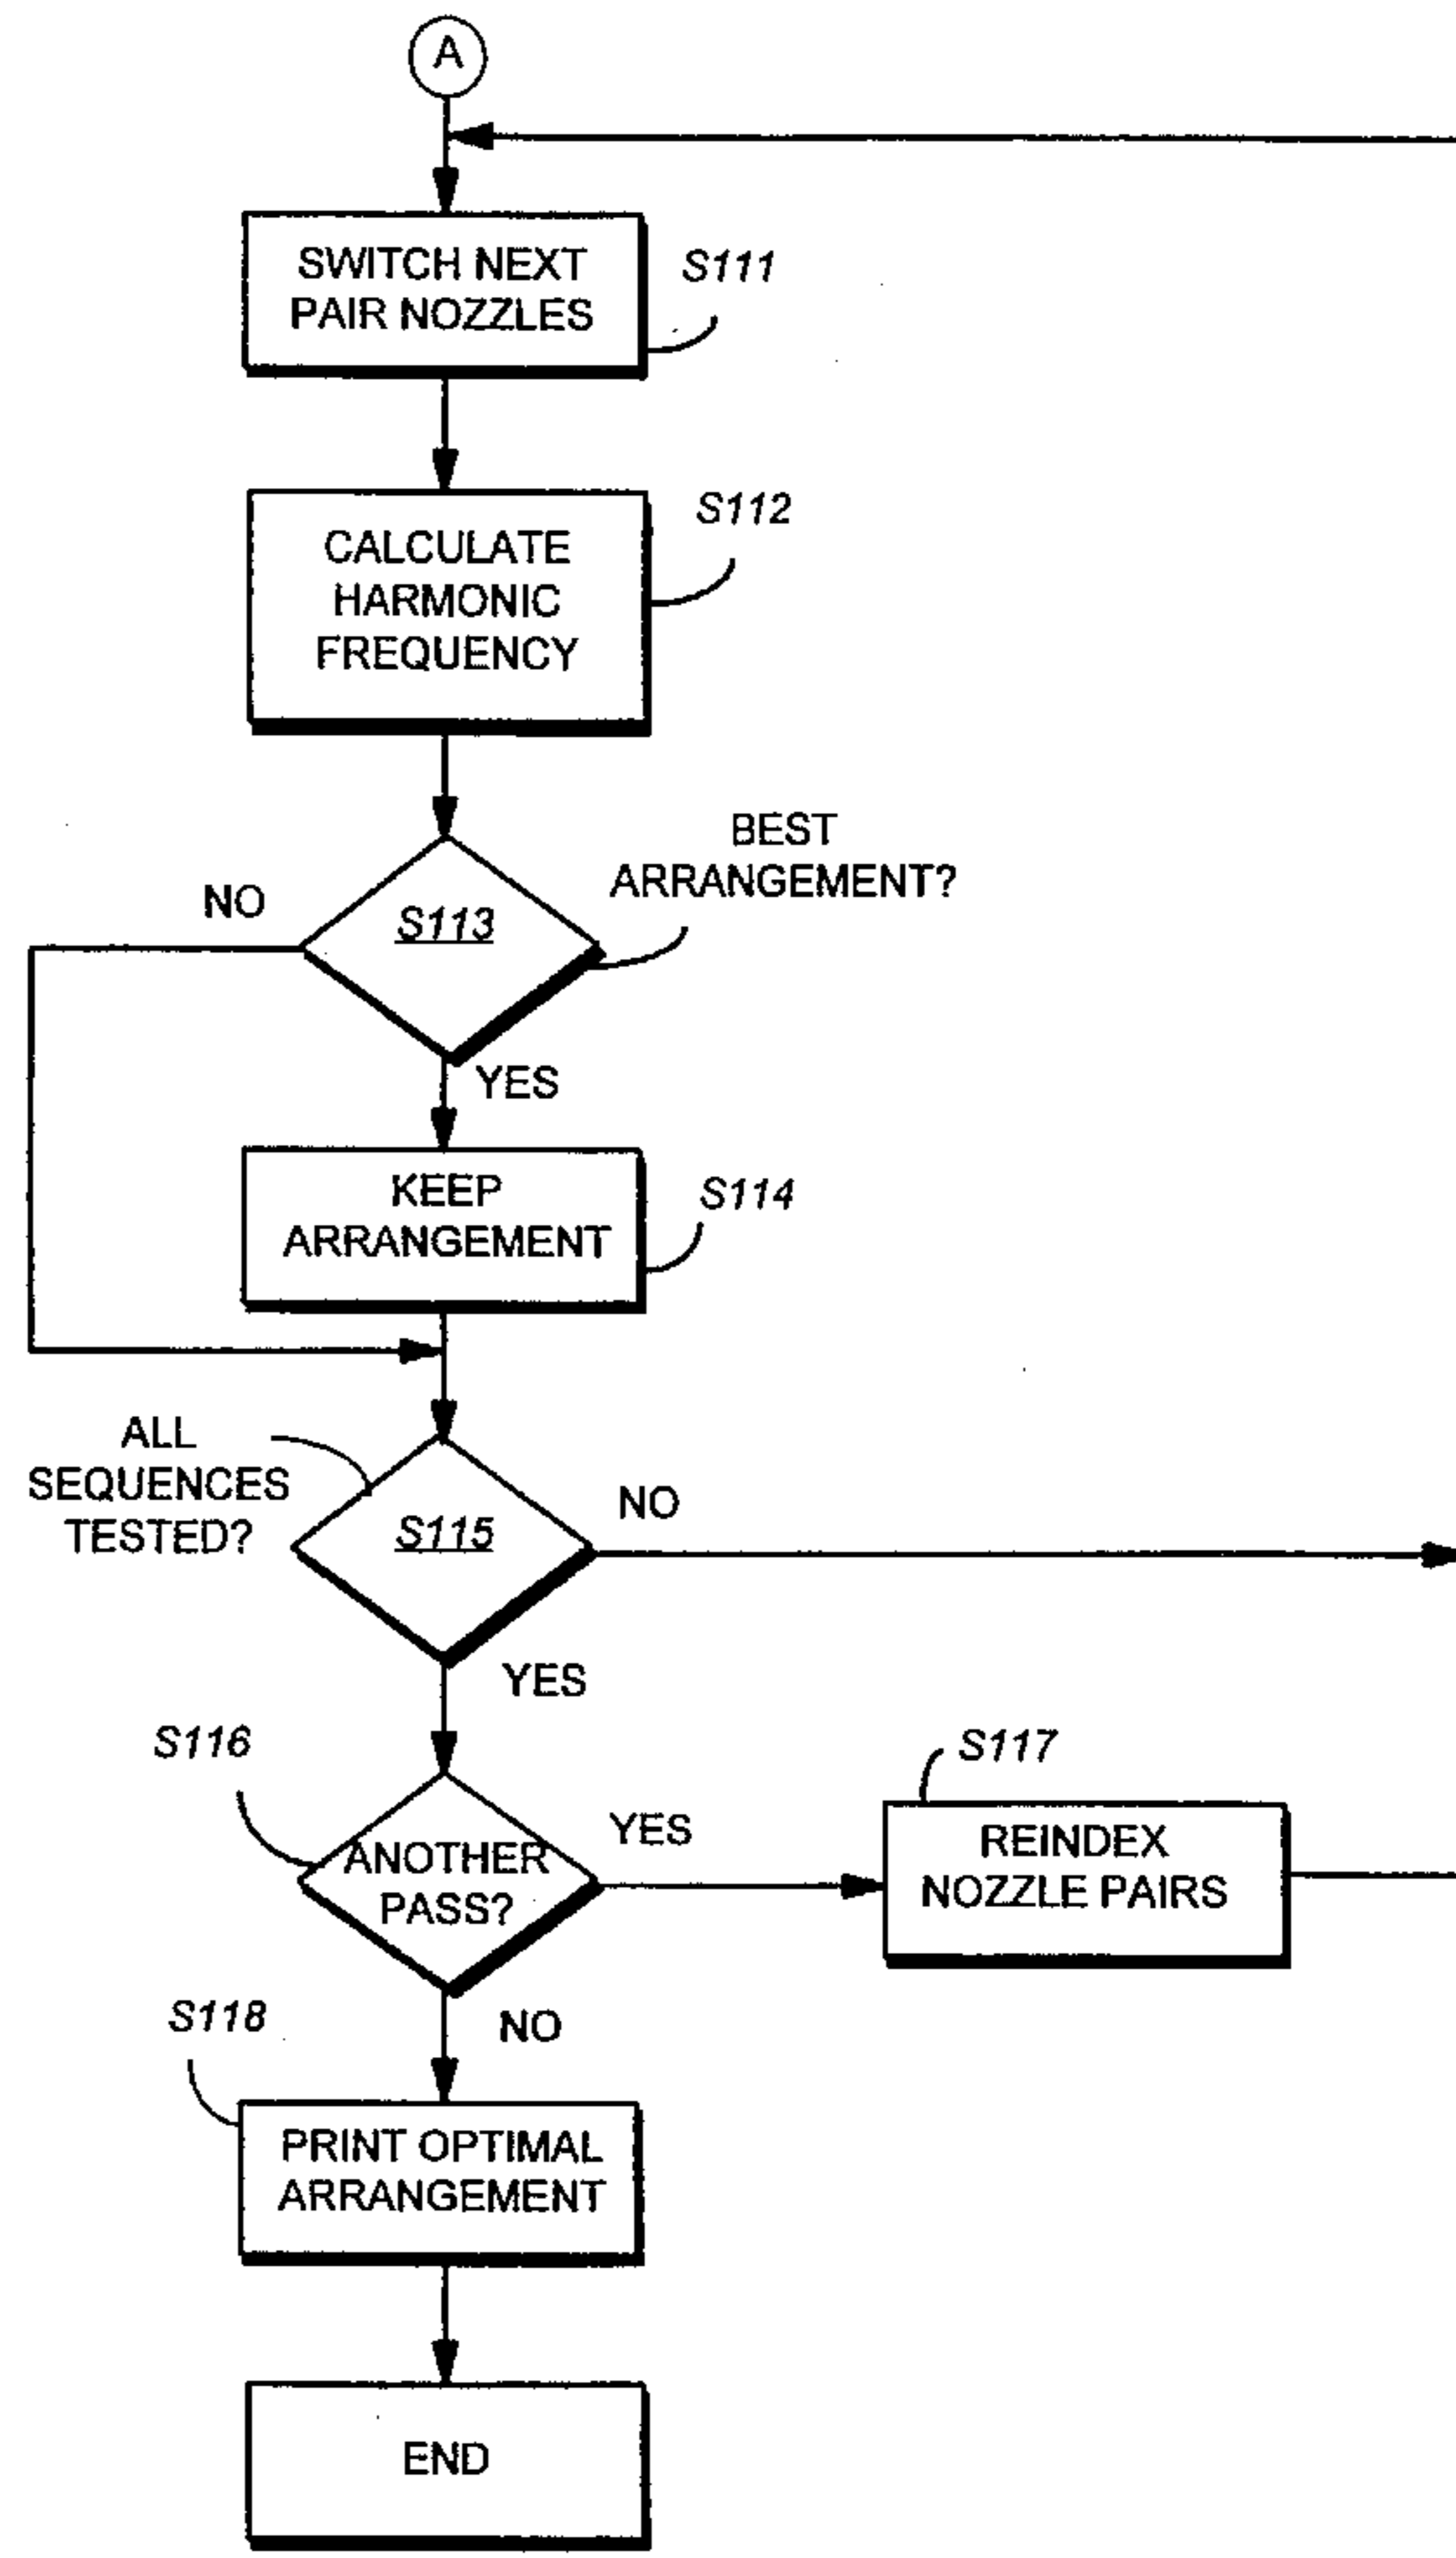 A
SWITCH NEXT
PAIR NOZZLES
S111
CALCULATE
HARMONIC
FREQUENCY
S112
BEST
ARRANGEMENT?
NO
S113
YES
KEEP
ARRANGEMENT
S114
ALL
SEQUENCES
TESTED?
S115
NO
YES
S116
ANOTHER
PASS?
YES
S117
REINDEX
NOZZLE PAIRS
NO
S118
PRINT OPTIMAL
ARRANGEMENT
END